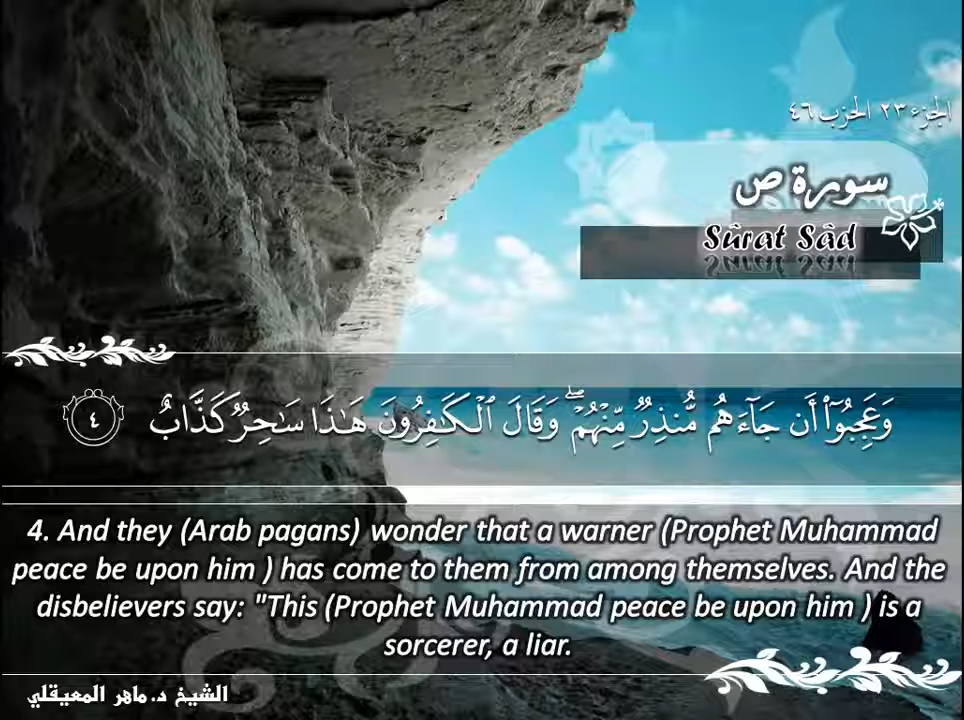 الجزء ٢٣ الحزب ٤٦
سورة ص
Sûrat Sâd
وَعَجِبُوٓا۟ أَن جَآءَهُم مُّنذِرٌ مِّنْهُمْ ۖ وَقَالَ ٱلْكَـٰفِرُونَ هَـٰذَا سَـٰحِرٌ كَذَّابٌ ٤
4. And they (Arab pagans) wonder that a warner (Prophet Muhammad
peace be upon him ) has come to them from among themselves. And the
disbelievers say: "This (Prophet Muhammad peace be upon him ) is a
sorcerer, a liar.
الشيخ د. ماهر المعيقلي